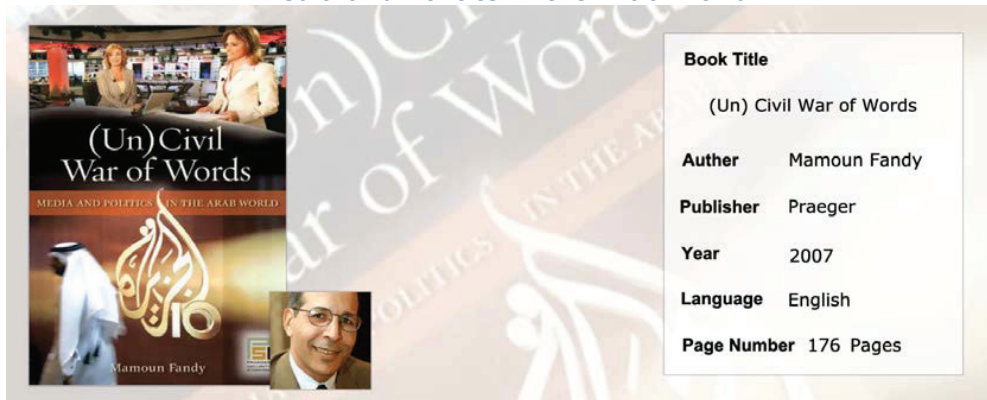 (Un) Civil
War of Words
MEDIA AND POLITICS IN THE ARAB WORLD
الجزيرة
Mamoun Fandy
Book Title
(Un) Civil War of Words
Auther Mamoun Fandy
Publisher Praeger
Year 2007
Language English
Page Number 176 Pages